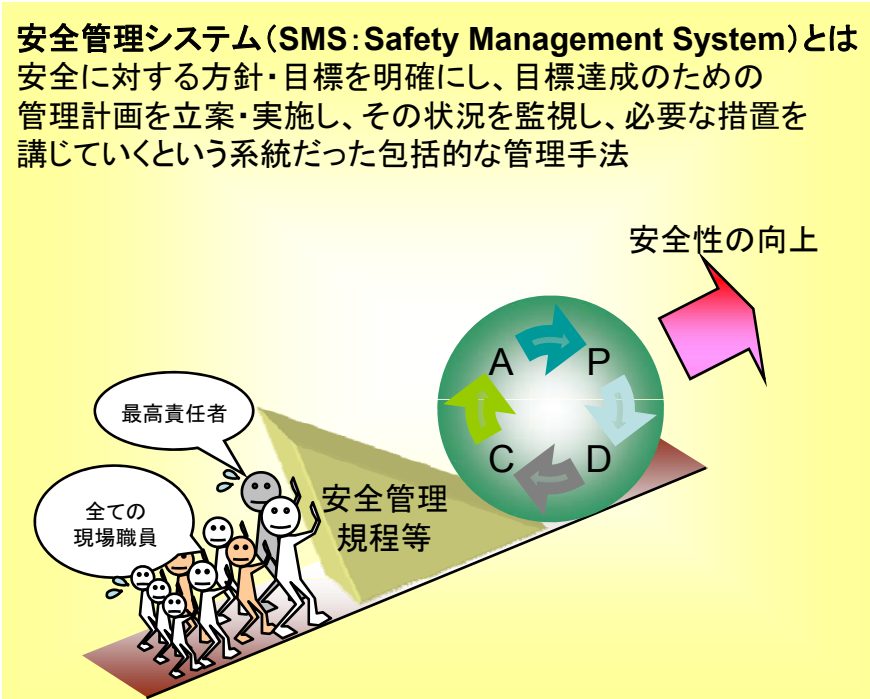 安全管理システム（SMS：Safety Management System）とは
安全に対する方針・目標を明確にし、目標達成のための
管理計画を立案・実施し、その状況を監視し、必要な措置を
講じていくという系統だった包括的な管理手法
安全性の向上
A
P
C
D
最高責任者
全ての
現場職員
安全管理
規程等